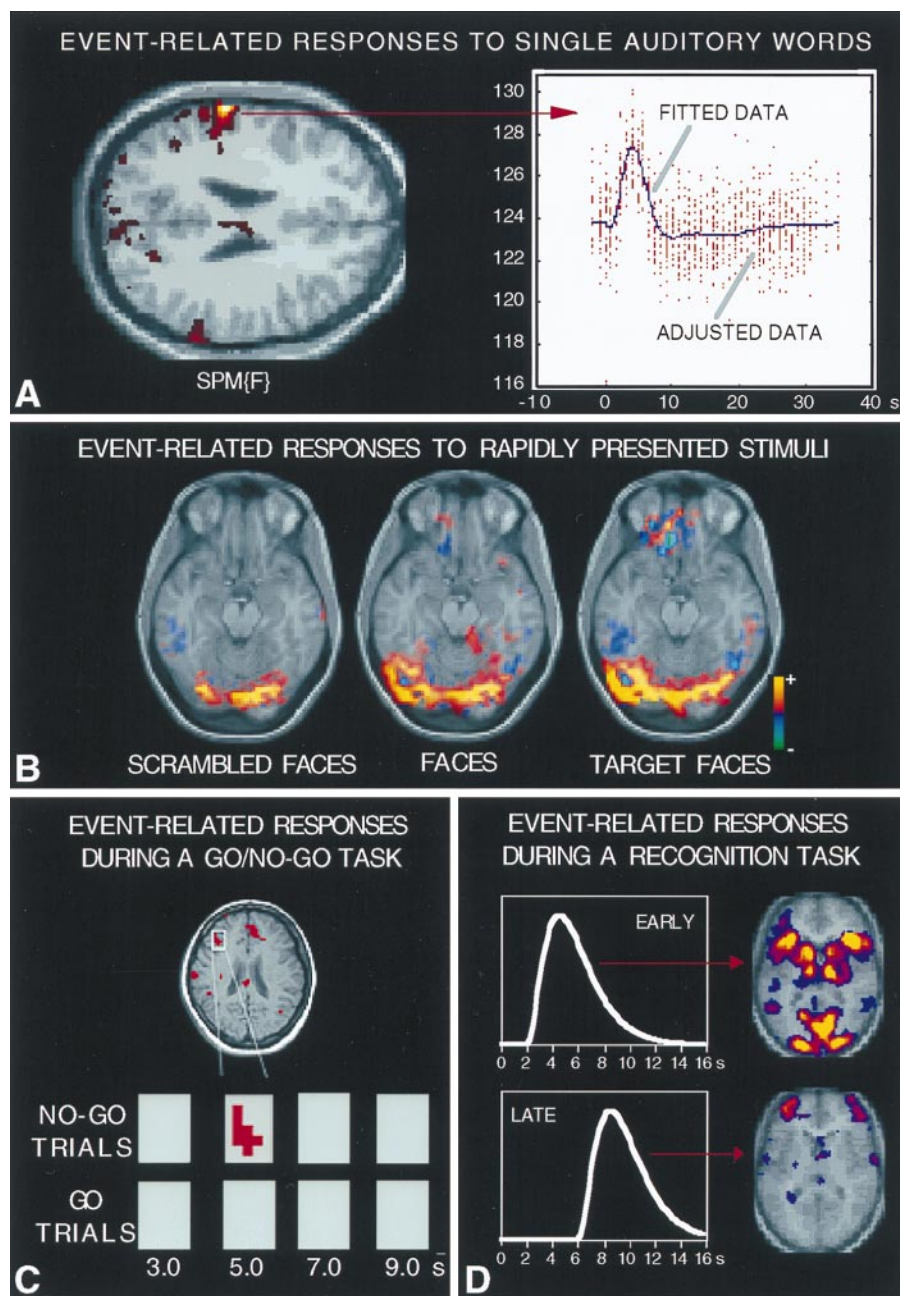 EVENT-RELATED RESPONSES TO SINGLE AUDITORY WORDS
130
128
126
124
122
120
118
116
-10 0 10 20 30 40 s
FITTED DATA
ADJUSTED DATA
SPM{F}
A
EVENT-RELATED RESPONSES TO RAPIDLY PRESENTED STIMULI
+
-
SCRAMBLED FACES FACES TARGET FACES
B
EVENT-RELATED RESPONSES
DURING A GO/NO-GO TASK
NO-GO
TRIALS
GO
TRIALS
3.0 5.0 7.0 9.0 s
C
EVENT-RELATED RESPONSES
DURING A RECOGNITION TASK
EARLY
0 2 4 6 8 10 12 14 16 s
LATE
0 2 4 6 8 10 12 14 16 s
D